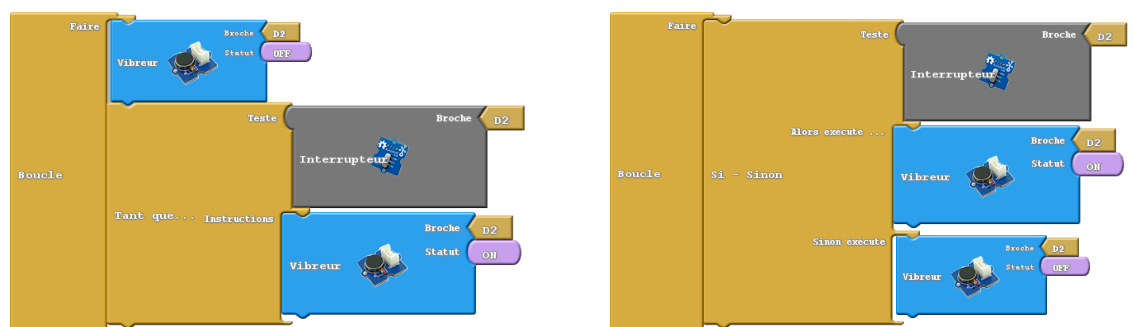 Faire
Broche D2
Statut OFF
Vibreur
Teste
Broche D2
Interrupteur
Boucle
Tant que... Instructions
Broche D2
Statut ON
Vibreur
Faire
Teste
Broche D2
Interrupteur
Alors execute ...
Broche D2
Statut ON
Boucle
Si - Sinon
Vibreur
Sinon execute
Broche D2
Statut OFF
Vibreur